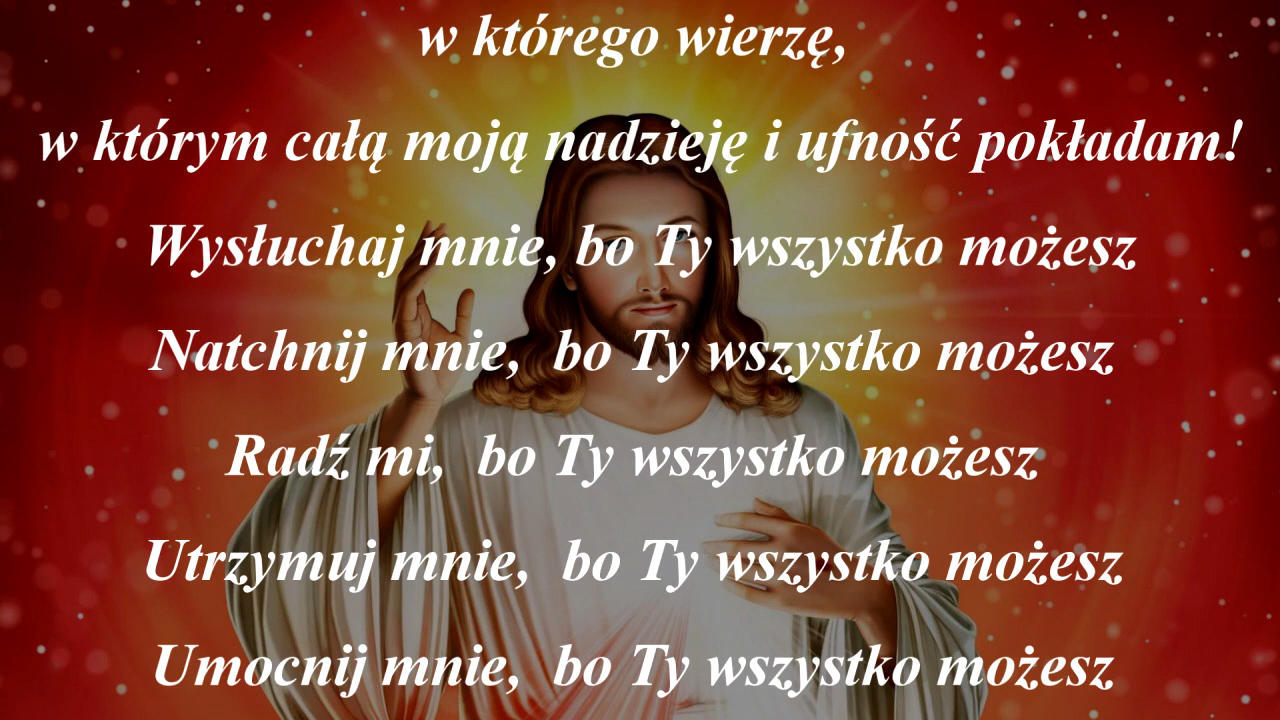 w którego wierzę,
w którym całą moją nadzieję i ufność pokładam!
Wysłuchaj mnie, bo Ty wszystko możesz
Natchnij mnie, bo Ty wszystko możesz
Radź mi, bo Ty wszystko możesz
Utrzymuj mnie, bo Ty wszystko możesz
Umocnij mnie, bo Ty wszystko możesz